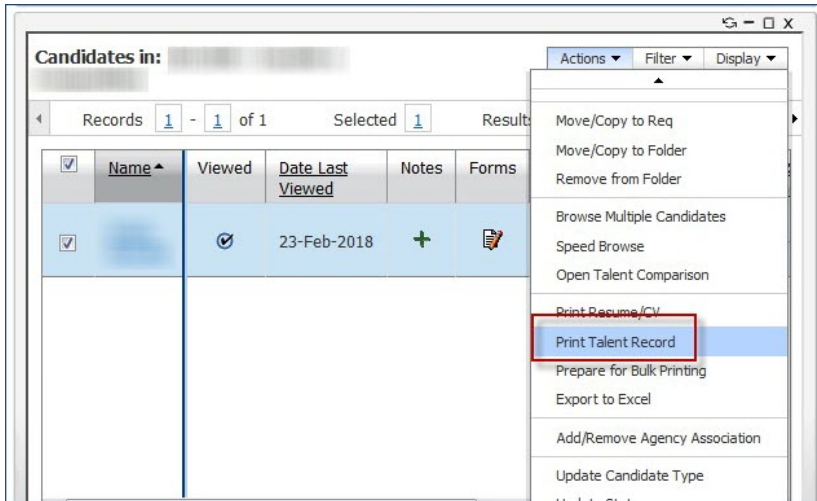 Candidates in:
Actions Filter Display
Records 1 - 1 of 1 Selected 1 Results
Name Viewed Date Last Viewed Notes Forms
23-Feb-2018
Move/Copy to Req
Move/Copy to Folder
Remove from Folder
Browse Multiple Candidates
Speed Browse
Open Talent Comparison
Print Resume/CV
Print Talent Record
Prepare for Bulk Printing
Export to Excel
Add/Remove Agency Association
Update Candidate Type